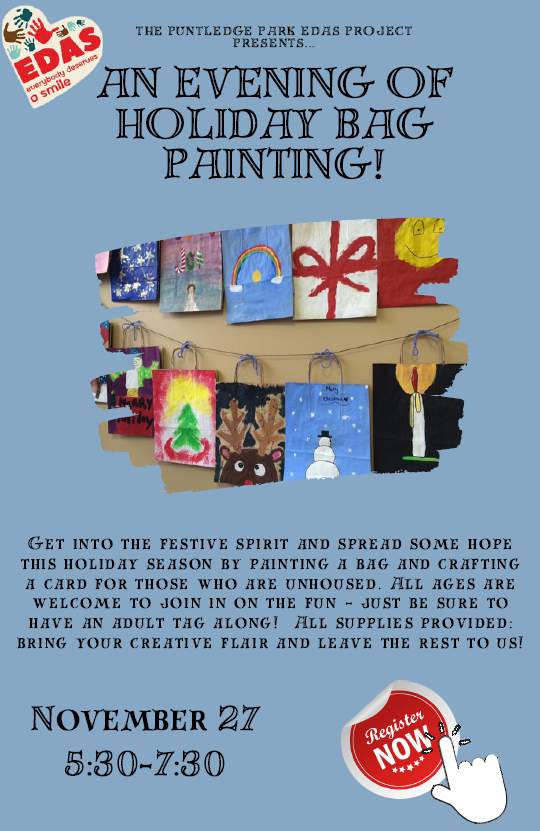 EDAS
everybody deserves
a smile
THE PUNTLEDGE PARK EDAS PROJECT
PRESENTS...
AN EVENING OF
HOLIDAY BAG
PAINTING!
JOY
Merry
Christmas
GET INTO THE FESTIVE SPIRIT AND SPREAD SOME HOPE
THIS HOLIDAY SEASON BY PAINTING A BAG AND CRAFTING
A CARD FOR THOSE WHO ARE UNHOUSED. ALL AGES ARE
WELCOME TO JOIN IN ON THE FUN - JUST BE SURE TO
HAVE AN ADULT TAG ALONG! ALL SUPPLIES PROVIDED:
BRING YOUR CREATIVE FLAIR AND LEAVE THE REST TO US!
NOVEMBER 27
5:30-7:30
Register
NOW